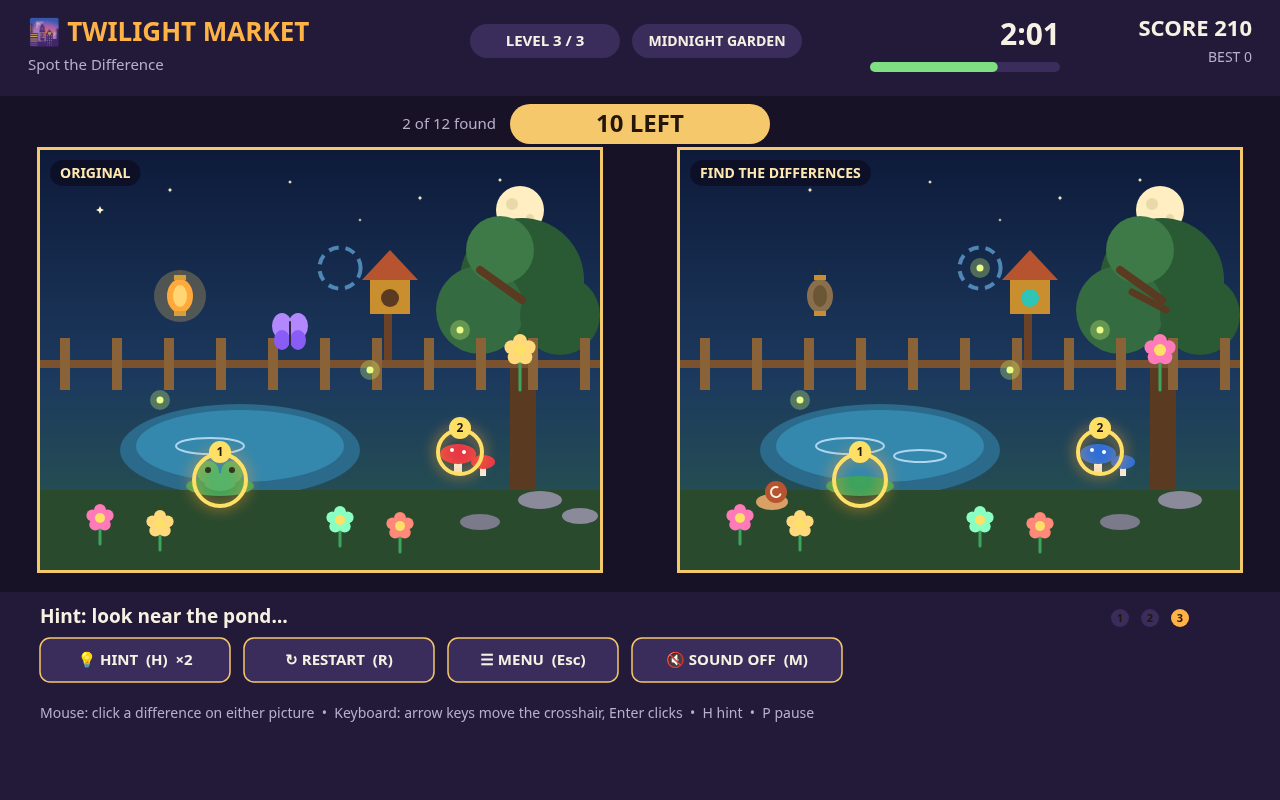 🌆 TWILIGHT MARKET
Spot the Difference
LEVEL 3 / 3
MIDNIGHT GARDEN
2:01
SCORE 210
BEST 0
2 of 12 found
10 LEFT
ORIGINAL
FIND THE DIFFERENCES
1
2
1
2
Hint: look near the pond...
1 2 3
💡 HINT (H) ×2
↻ RESTART (R)
☰ MENU (Esc)
🔇 SOUND OFF (M)
Mouse: click a difference on either picture • Keyboard: arrow keys move the crosshair, Enter clicks • H hint • P pause